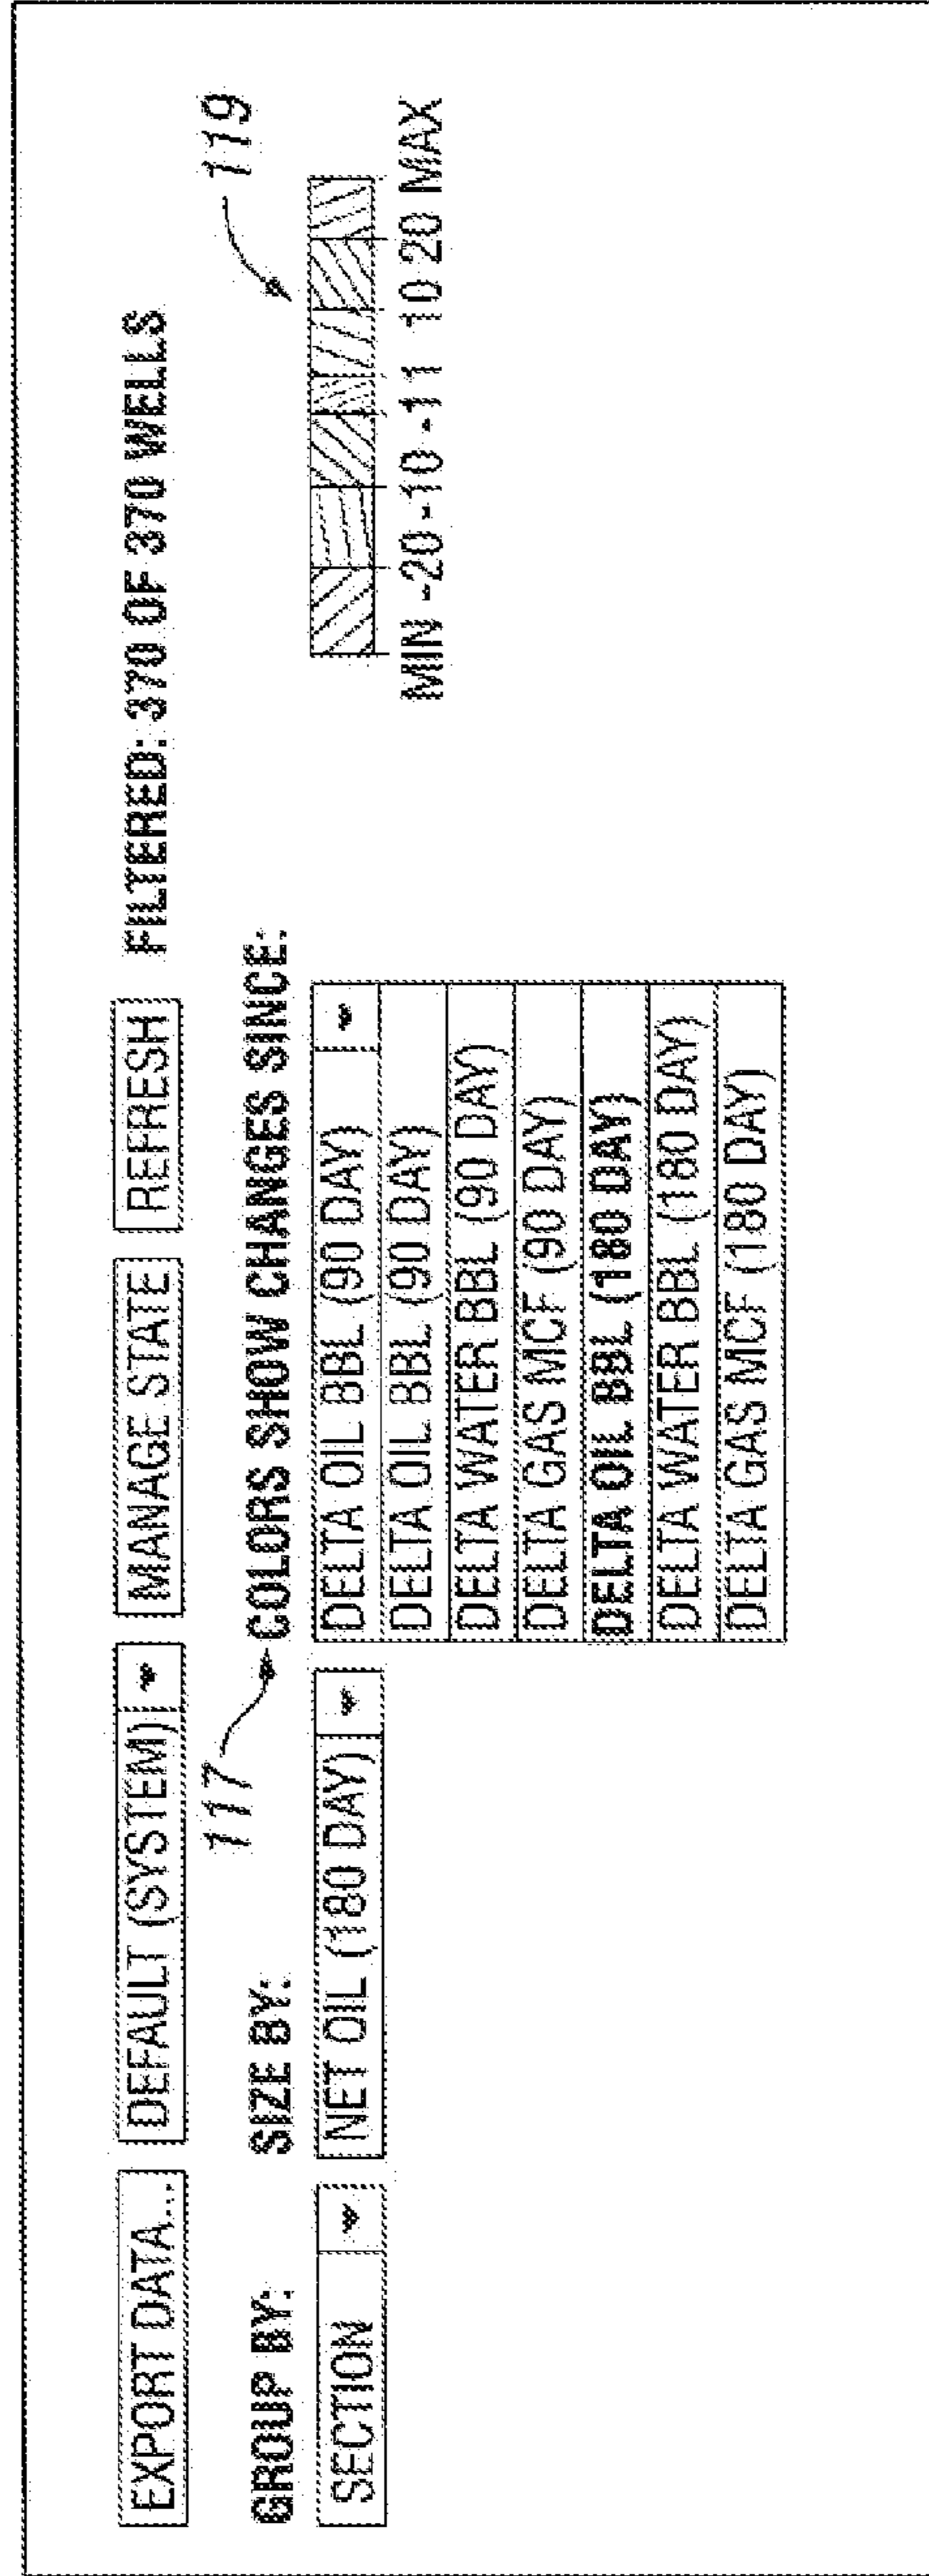 EXPORT DATA... DEFAULT (SYSTEM) MANAGE STATE REFRESH FILTERED: 370 OF 370 WELLS
117 119
GROUP BY: SIZE BY: COLORS SHOW CHANGES SINCE:
SECTION NET OIL (180 DAY) DELTA OIL BBL (90 DAY)
DELTA OIL BBL (90 DAY)
MIN -20 -10 -1 1 10 20 MAX
DELTA WATER BBL (90 DAY)
DELTA GAS MCF (90 DAY)
DELTA OIL BBL (180 DAY)
DELTA WATER BBL (180 DAY)
DELTA GAS MCF (180 DAY)